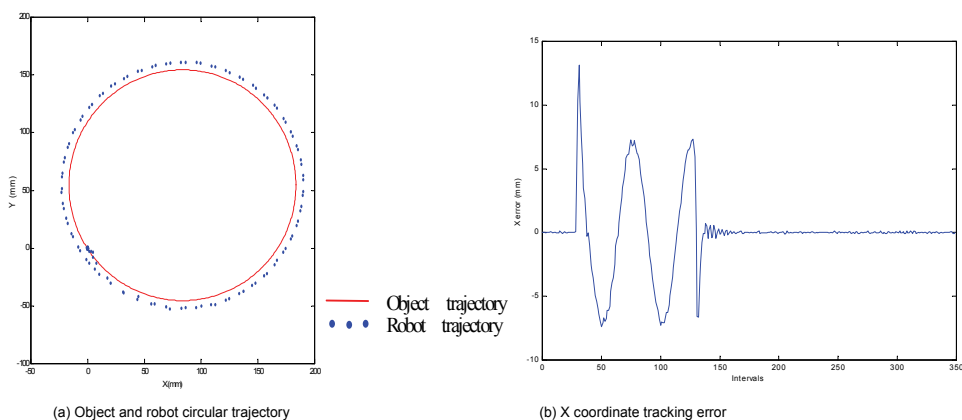 200
150
100
50
0
-50
-100
-50 0 50 100 150 200
Y (mm)
X(mm)
Object trajectory
Robot trajectory
(a) Object and robot circular trajectory
15
10
5
0
-5
-10
0 50 100 150 200 250 300 350
X error (mm)
Intervals
(b) X coordinate tracking error